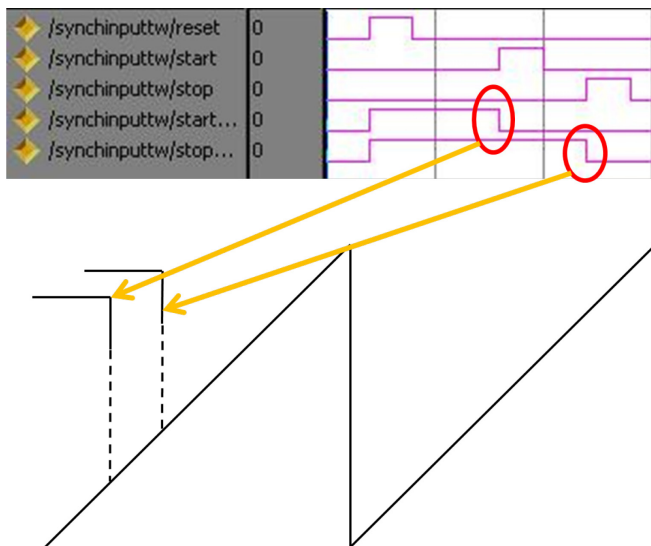 /synchinputtw/reset 0
/synchinputtw/start 0
/synchinputtw/stop 0
/synchinputtw/start... 0
/synchinputtw/stop... 0